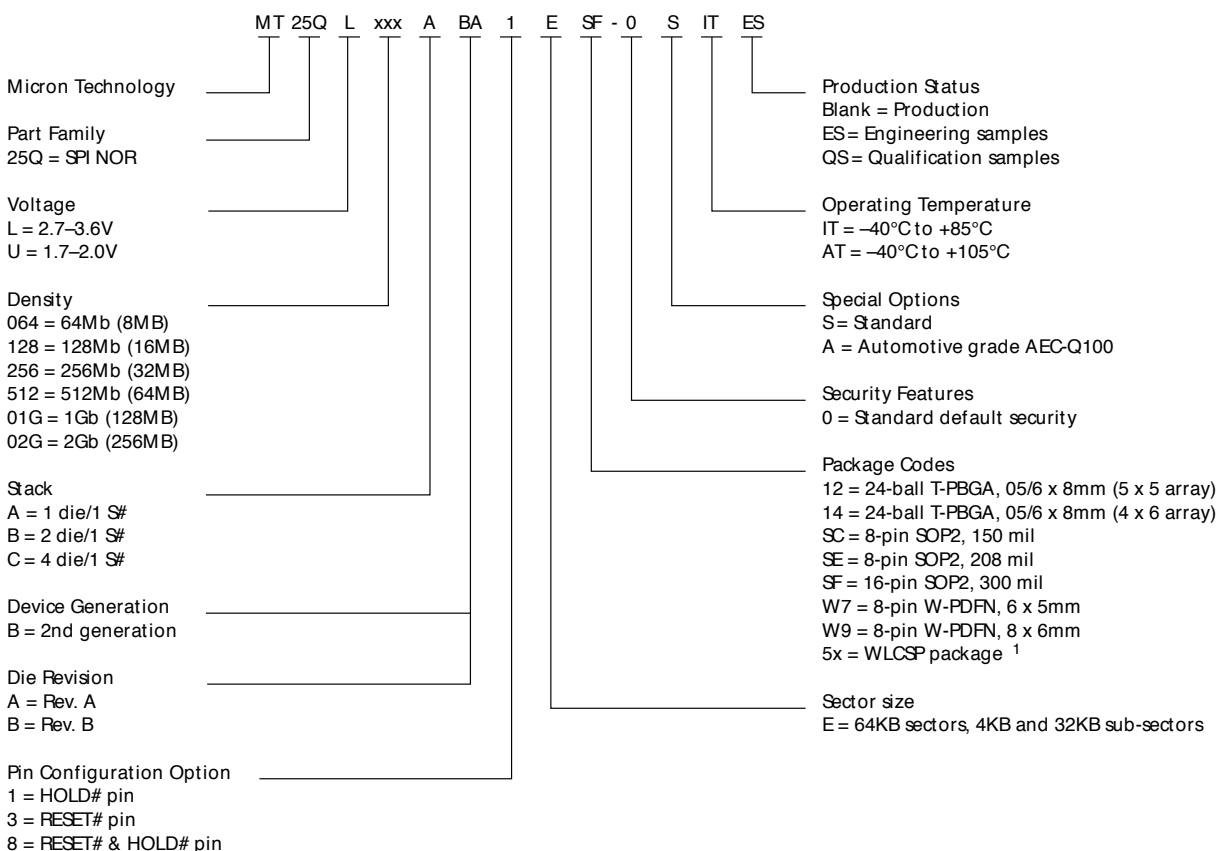 MT 25Q L xxx A BA 1 E SF - 0 S IT ES
Micron Technology
Part Family
25Q = SPI NOR
Voltage
L = 2.7–3.6V
U = 1.7–2.0V
Density
064 = 64Mb (8MB)
128 = 128Mb (16MB)
256 = 256Mb (32MB)
512 = 512Mb (64MB)
01G = 1Gb (128MB)
02G = 2Gb (256MB)
Stack
A = 1 die/1 S#
B = 2 die/1 S#
C = 4 die/1 S#
Device Generation
B = 2nd generation
Die Revision
A = Rev. A
B = Rev. B
Pin Configuration Option
1 = HOLD# pin
3 = RESET# pin
8 = RESET# & HOLD# pin
Production Status
Blank = Production
ES = Engineering samples
QS = Qualification samples
Operating Temperature
IT = –40°C to +85°C
AT = –40°C to +105°C
Special Options
S = Standard
A = Automotive grade AEC-Q100
Security Features
0 = Standard default security
Package Codes
12 = 24-ball T-PBGA, 05/6 x 8mm (5 x 5 array)
14 = 24-ball T-PBGA, 05/6 x 8mm (4 x 6 array)
SC = 8-pin SOP2, 150 mil
SE = 8-pin SOP2, 208 mil
SF = 16-pin SOP2, 300 mil
W7 = 8-pin W-PDFN, 6 x 5mm
W9 = 8-pin W-PDFN, 8 x 6mm
5x = WLCSP package 1
Sector size
E = 64KB sectors, 4KB and 32KB sub-sectors